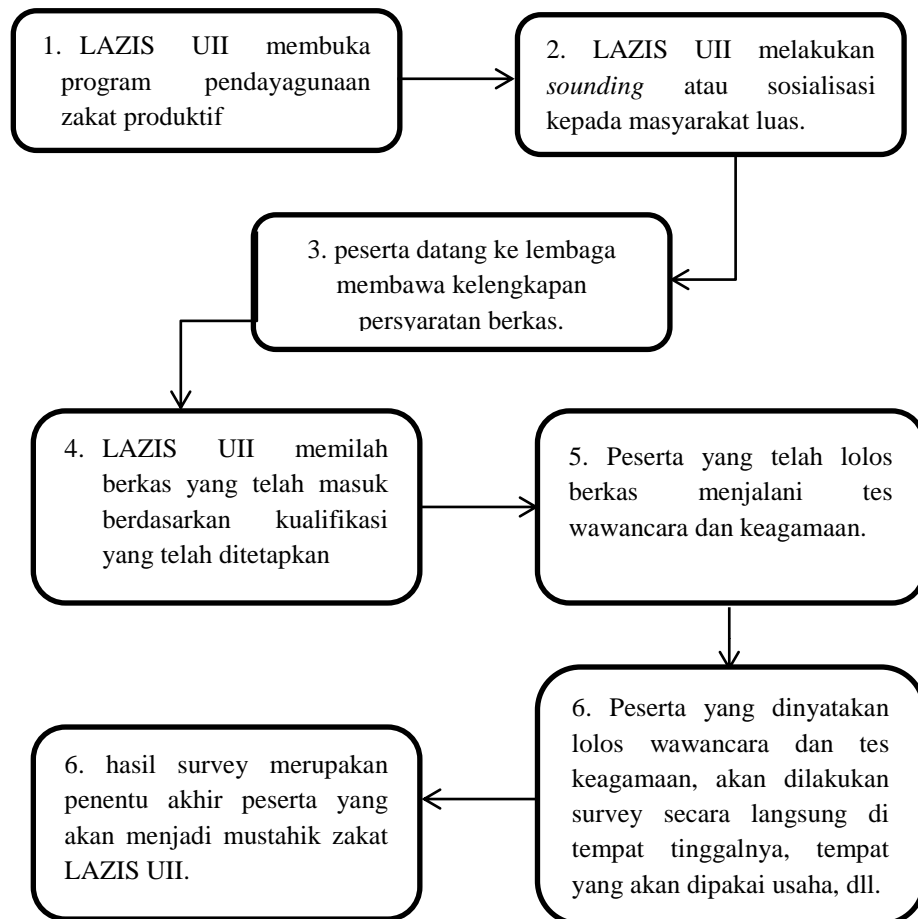 1. LAZIS UII membuka
program pendayagunaan
zakat produktif
2. LAZIS UII melakukan
sounding atau sosialisasi
kepada masyarakat luas.
3. peserta datang ke lembaga
membawa kelengkapan
persyaratan berkas.
4. LAZIS UII memilah
berkas yang telah masuk
berdasarkan kualifikasi
yang telah ditetapkan
5. Peserta yang telah lolos
berkas menjalani tes
wawancara dan keagamaan.
6. Peserta yang dinyatakan
lolos wawancara dan tes
keagamaan, akan dilakukan
survey secara langsung di
tempat tinggalnya, tempat
yang akan dipakai usaha, dll.
6. hasil survey merupakan
penentu akhir peserta yang
akan menjadi mustahik zakat
LAZIS UII.